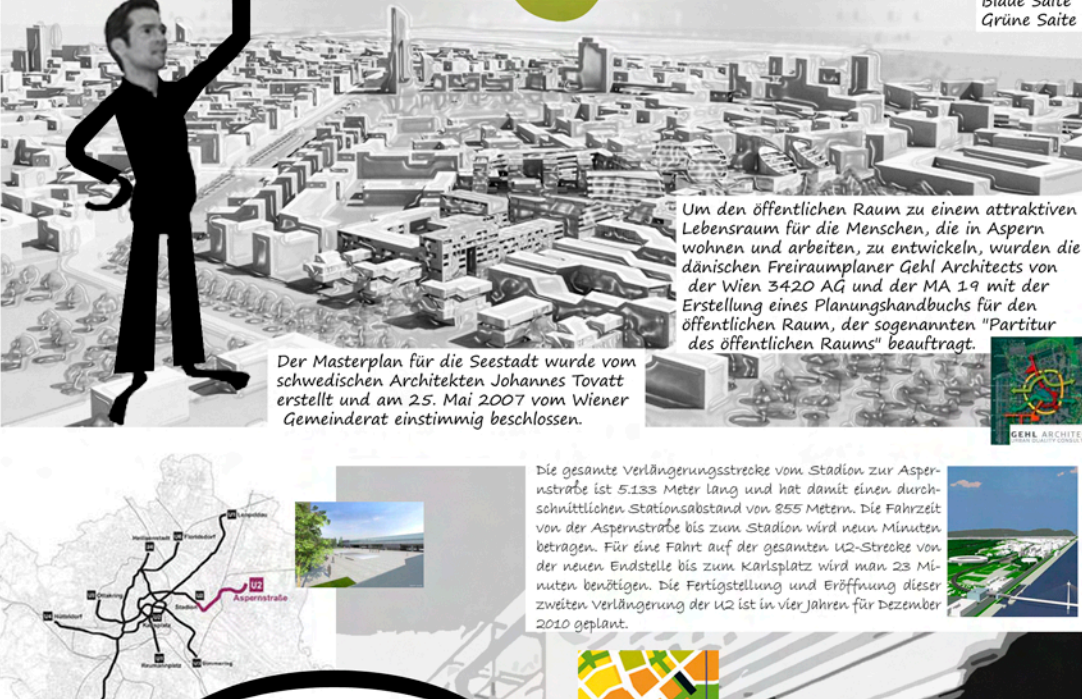 Blaue Saite
Grüne Saite
Um den öffentlichen Raum zu einem attraktiven
Lebensraum für die Menschen, die in Aspern
wohnen und arbeiten, zu entwickeln, wurden die
dänischen Freiraumplaner Gehl Architects von
der Wien 3420 AG und der MA 19 mit der
Erstellung eines Planungshandbuchs für den
öffentlichen Raum, der sogenannten "Partitur
des öffentlichen Raums" beauftragt.
Der Masterplan für die Seestadt wurde vom
schwedischen Architekten Johannes Tovatt
erstellt und am 25. Mai 2007 vom Wiener
Gemeinderat einstimmig beschlossen.
GEHL ARCHITE
URBAN QUALITY CONSULT
Die gesamte Verlängerungsstrecke vom Stadion zur Asper-
nstraße ist 5.133 Meter lang und hat damit einen durch-
schnittlichen Stationsabstand von 855 Metern. Die Fahrzeit
von der Aspernstraße bis zum Stadion wird neun Minuten
betragen. Für eine Fahrt auf der gesamten U2-Strecke von
der neuen Endstelle bis zum Karlsplatz wird man 23 Mi-
nuten benötigen. Die Fertigstellung und Eröffnung dieser
zweiten Verlängerung der U2 ist in vier Jahren für Dezember
2010 geplant.
U1 Leopoldau
Heiligenstadt
Floridsdorf
U2
Aspernstraße
Ottakring
Stadion
Hütteldorf
Karlsplatz
Reumannplatz
Simmering